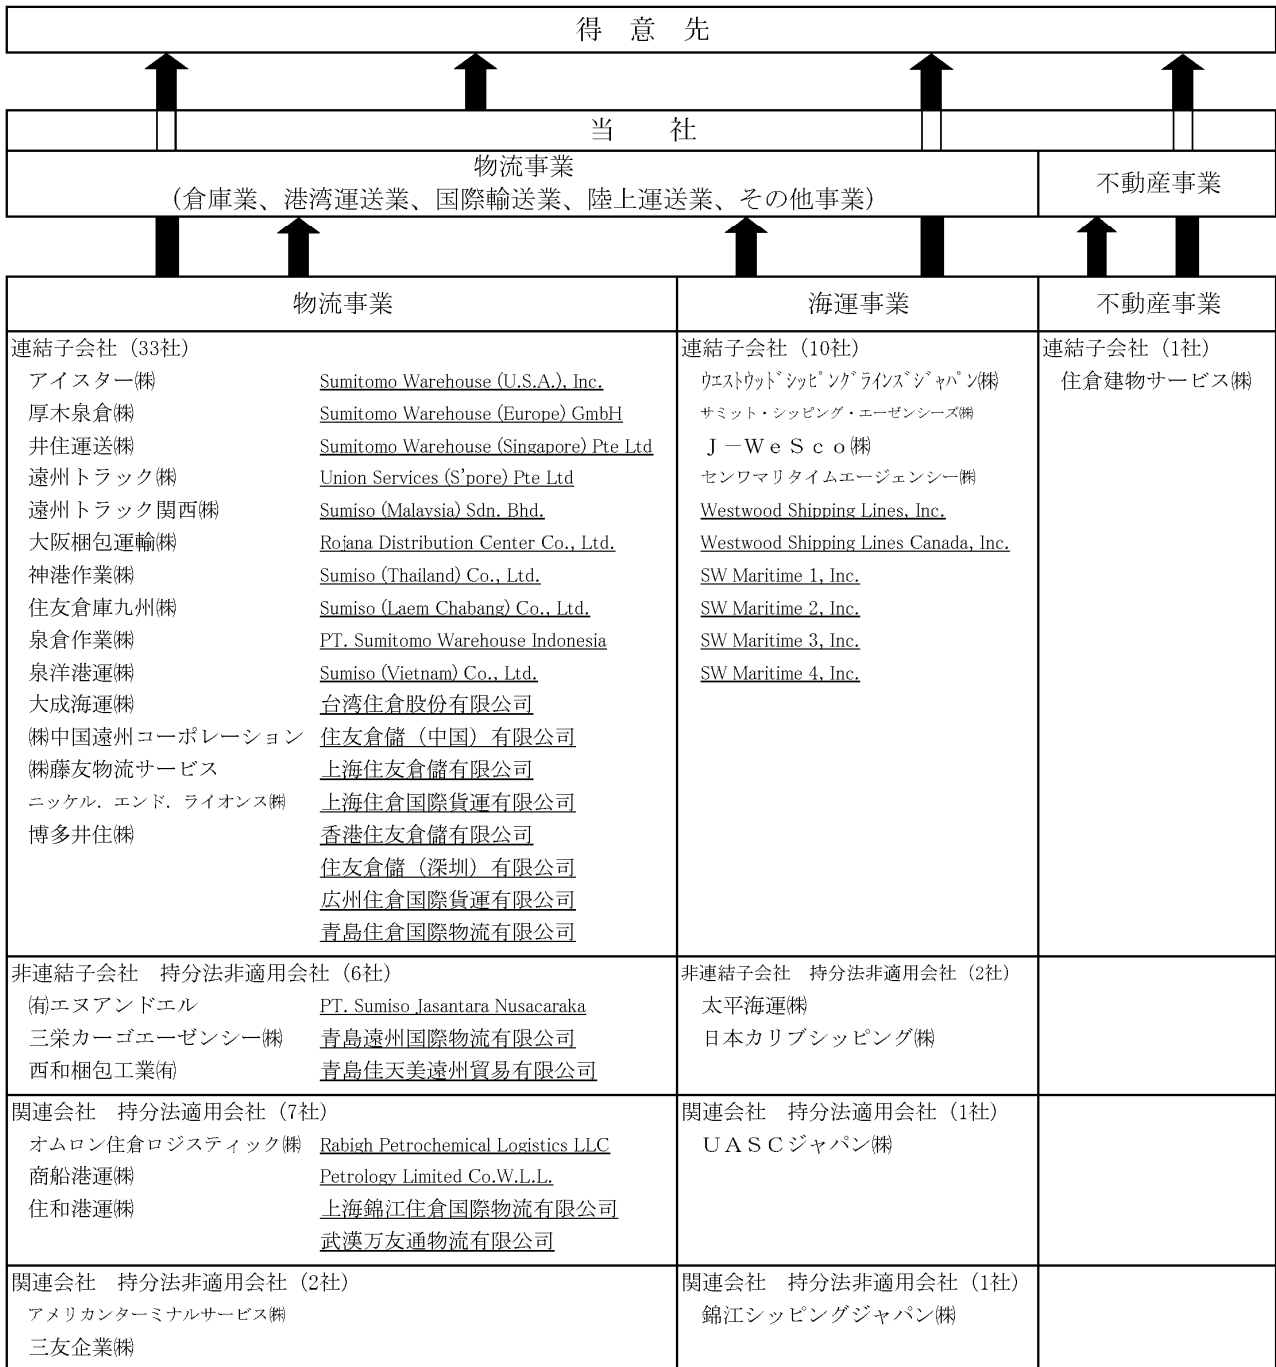 得 意 先
当 社
物流事業
（倉庫業、港湾運送業、国際輸送業、陸上運送業、その他事業）
不動産事業
物流事業
連結子会社（33社）
アイスター㈱ Sumitomo Warehouse (U.S.A.), Inc.
厚木泉倉㈱ Sumitomo Warehouse (Europe) GmbH
井住運送㈱ Sumitomo Warehouse (Singapore) Pte Ltd
遠州トラック㈱ Union Services (S'pore) Pte Ltd
遠州トラック関西㈱ Sumiso (Malaysia) Sdn. Bhd.
大阪梱包運輸㈱ Rojana Distribution Center Co., Ltd.
神港作業㈱ Sumiso (Thailand) Co., Ltd.
住友倉庫九州㈱ Sumiso (Laem Chabang) Co., Ltd.
泉倉作業㈱ PT. Sumitomo Warehouse Indonesia
泉洋港運㈱ Sumiso (Vietnam) Co., Ltd.
大成海運㈱ 台湾住倉股份有限公司
㈱中国遠州コーポレーション 住友倉儲（中国）有限公司
㈱藤友物流サービス 上海住友倉儲有限公司
ニッケル．エンド．ライオンス㈱ 上海住倉国際貨運有限公司
博多井住㈱ 香港住友倉儲有限公司
住友倉儲（深圳）有限公司
広州住倉国際貨運有限公司
青島住倉国際物流有限公司
非連結子会社 持分法非適用会社（6社）
㈲エヌアンドエル PT. Sumiso Jasantara Nusacaraka
三栄カーゴエーゼンシー㈱ 青島遠州国際物流有限公司
西和梱包工業㈲ 青島佳天美遠州貿易有限公司
関連会社 持分法適用会社（7社）
オムロン住倉ロジスティック㈱ Rabigh Petrochemical Logistics LLC
商船港運㈱ Petrology Limited Co.W.L.L.
住和港運㈱ 上海錦江住倉国際物流有限公司
武漢万友通物流有限公司
関連会社 持分法非適用会社（2社）
アメリカンターミナルサービス㈱
三友企業㈱
海運事業
連結子会社（10社）
ｳｴｽﾄｳｯﾄﾞｼｯﾋﾟﾝｸﾞﾗｲﾝｽﾞｼﾞｬﾊﾟﾝ㈱
サミット・シッピング・エーゼンシーズ㈱
Ｊ－ＷｅＳｃｏ㈱
センワマリタイムエージェンシー㈱
Westwood Shipping Lines, Inc.
Westwood Shipping Lines Canada, Inc.
SW Maritime 1, Inc.
SW Maritime 2, Inc.
SW Maritime 3, Inc.
SW Maritime 4, Inc.
非連結子会社 持分法非適用会社（2社）
太平海運㈱
日本カリブシッピング㈱
関連会社 持分法適用会社（1社）
ＵＡＳＣジャパン㈱
関連会社 持分法非適用会社（1社）
錦江シッピングジャパン㈱
不動産事業
連結子会社（1社）
住倉建物サービス㈱